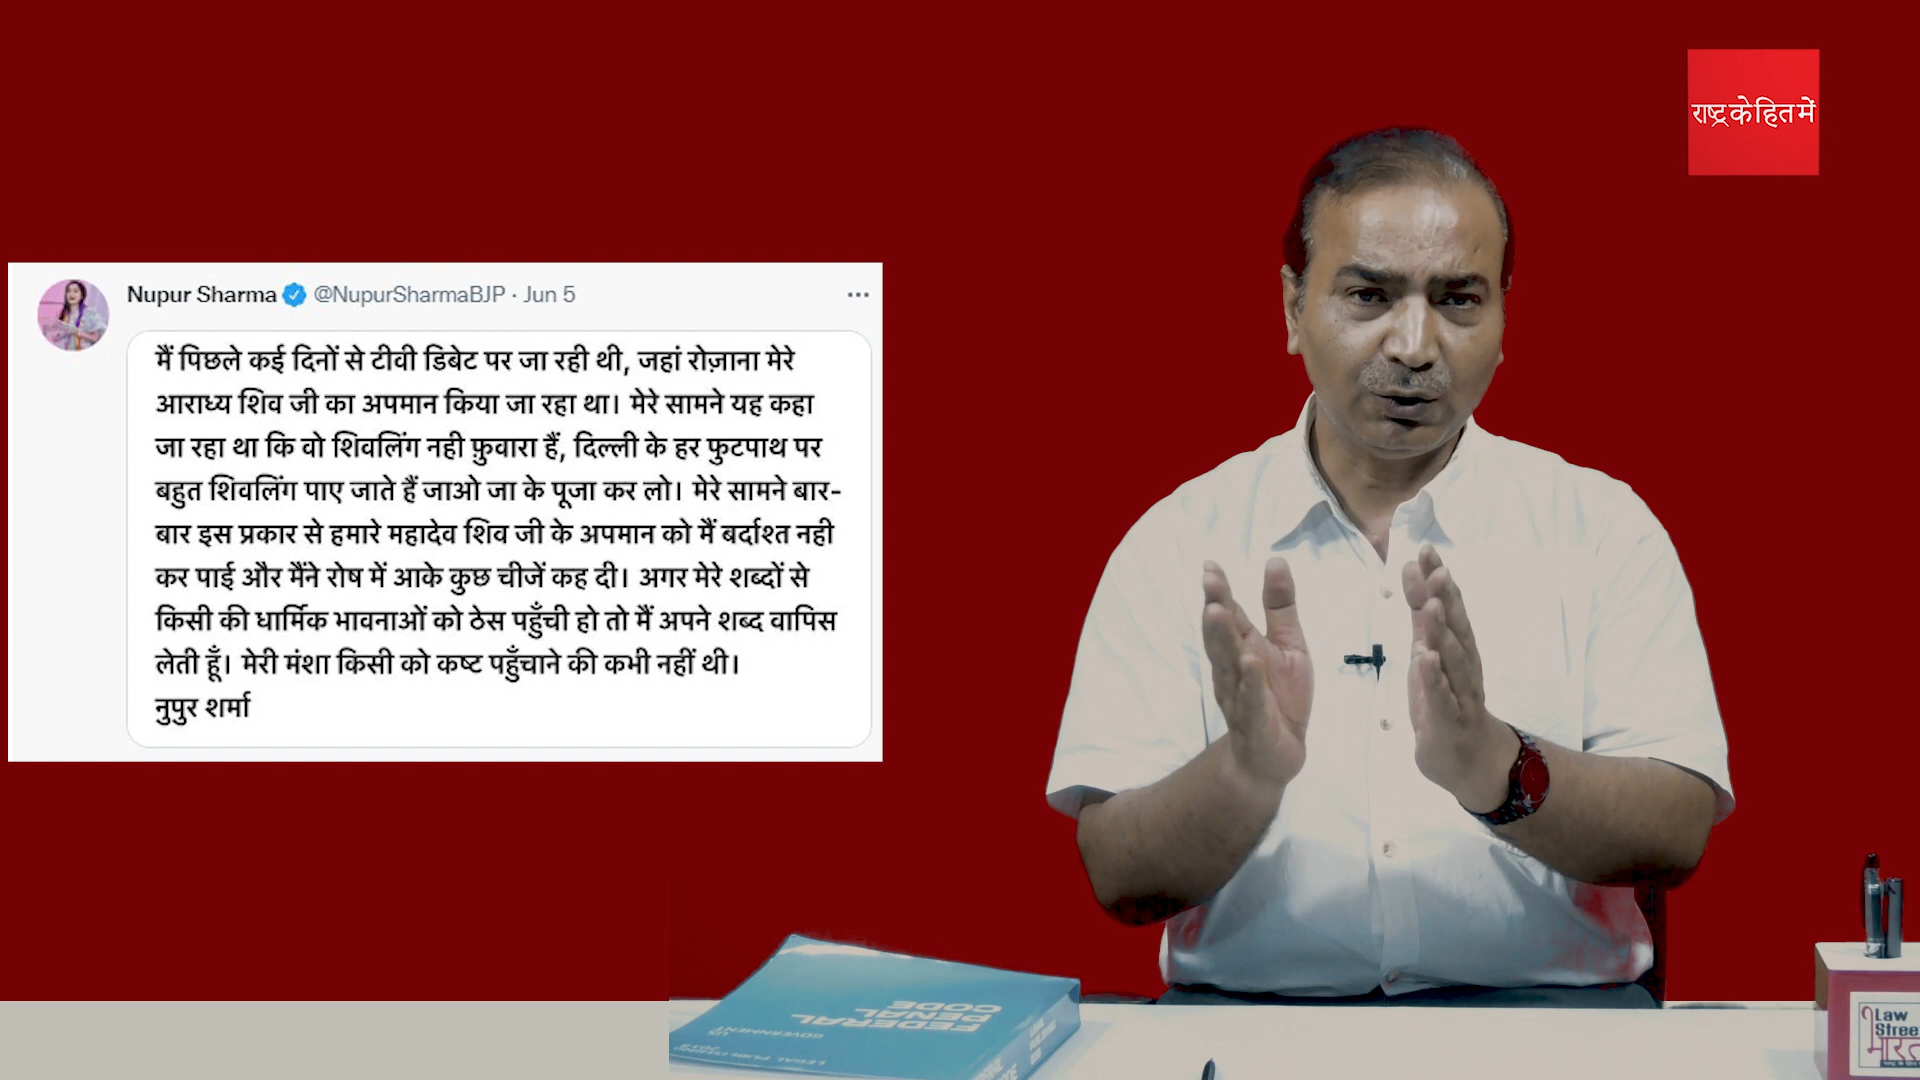 राष्ट्र के हित में
Nupur Sharma @NupurSharmaBJP · Jun 5
मैं पिछले कई दिनों से टीवी डिबेट पर जा रही थी, जहां रोज़ाना मेरे
आराध्य शिव जी का अपमान किया जा रहा था। मेरे सामने यह कहा
जा रहा था कि वो शिवलिंग नही फ़ुवारा हैं, दिल्ली के हर फुटपाथ पर
बहुत शिवलिंग पाए जाते हैं जाओ जा के पूजा कर लो। मेरे सामने बार-
बार इस प्रकार से हमारे महादेव शिव जी के अपमान को मैं बर्दाश्त नही
कर पाई और मैंने रोष में आके कुछ चीजें कह दी। अगर मेरे शब्दों से
किसी की धार्मिक भावनाओं को ठेस पहुँची हो तो मैं अपने शब्द वापिस
लेती हूँ। मेरी मंशा किसी को कष्ट पहुँचाने की कभी नहीं थी।
नुपुर शर्मा
FEDERAL
PENAL
CODE
Law
Stree
भारत